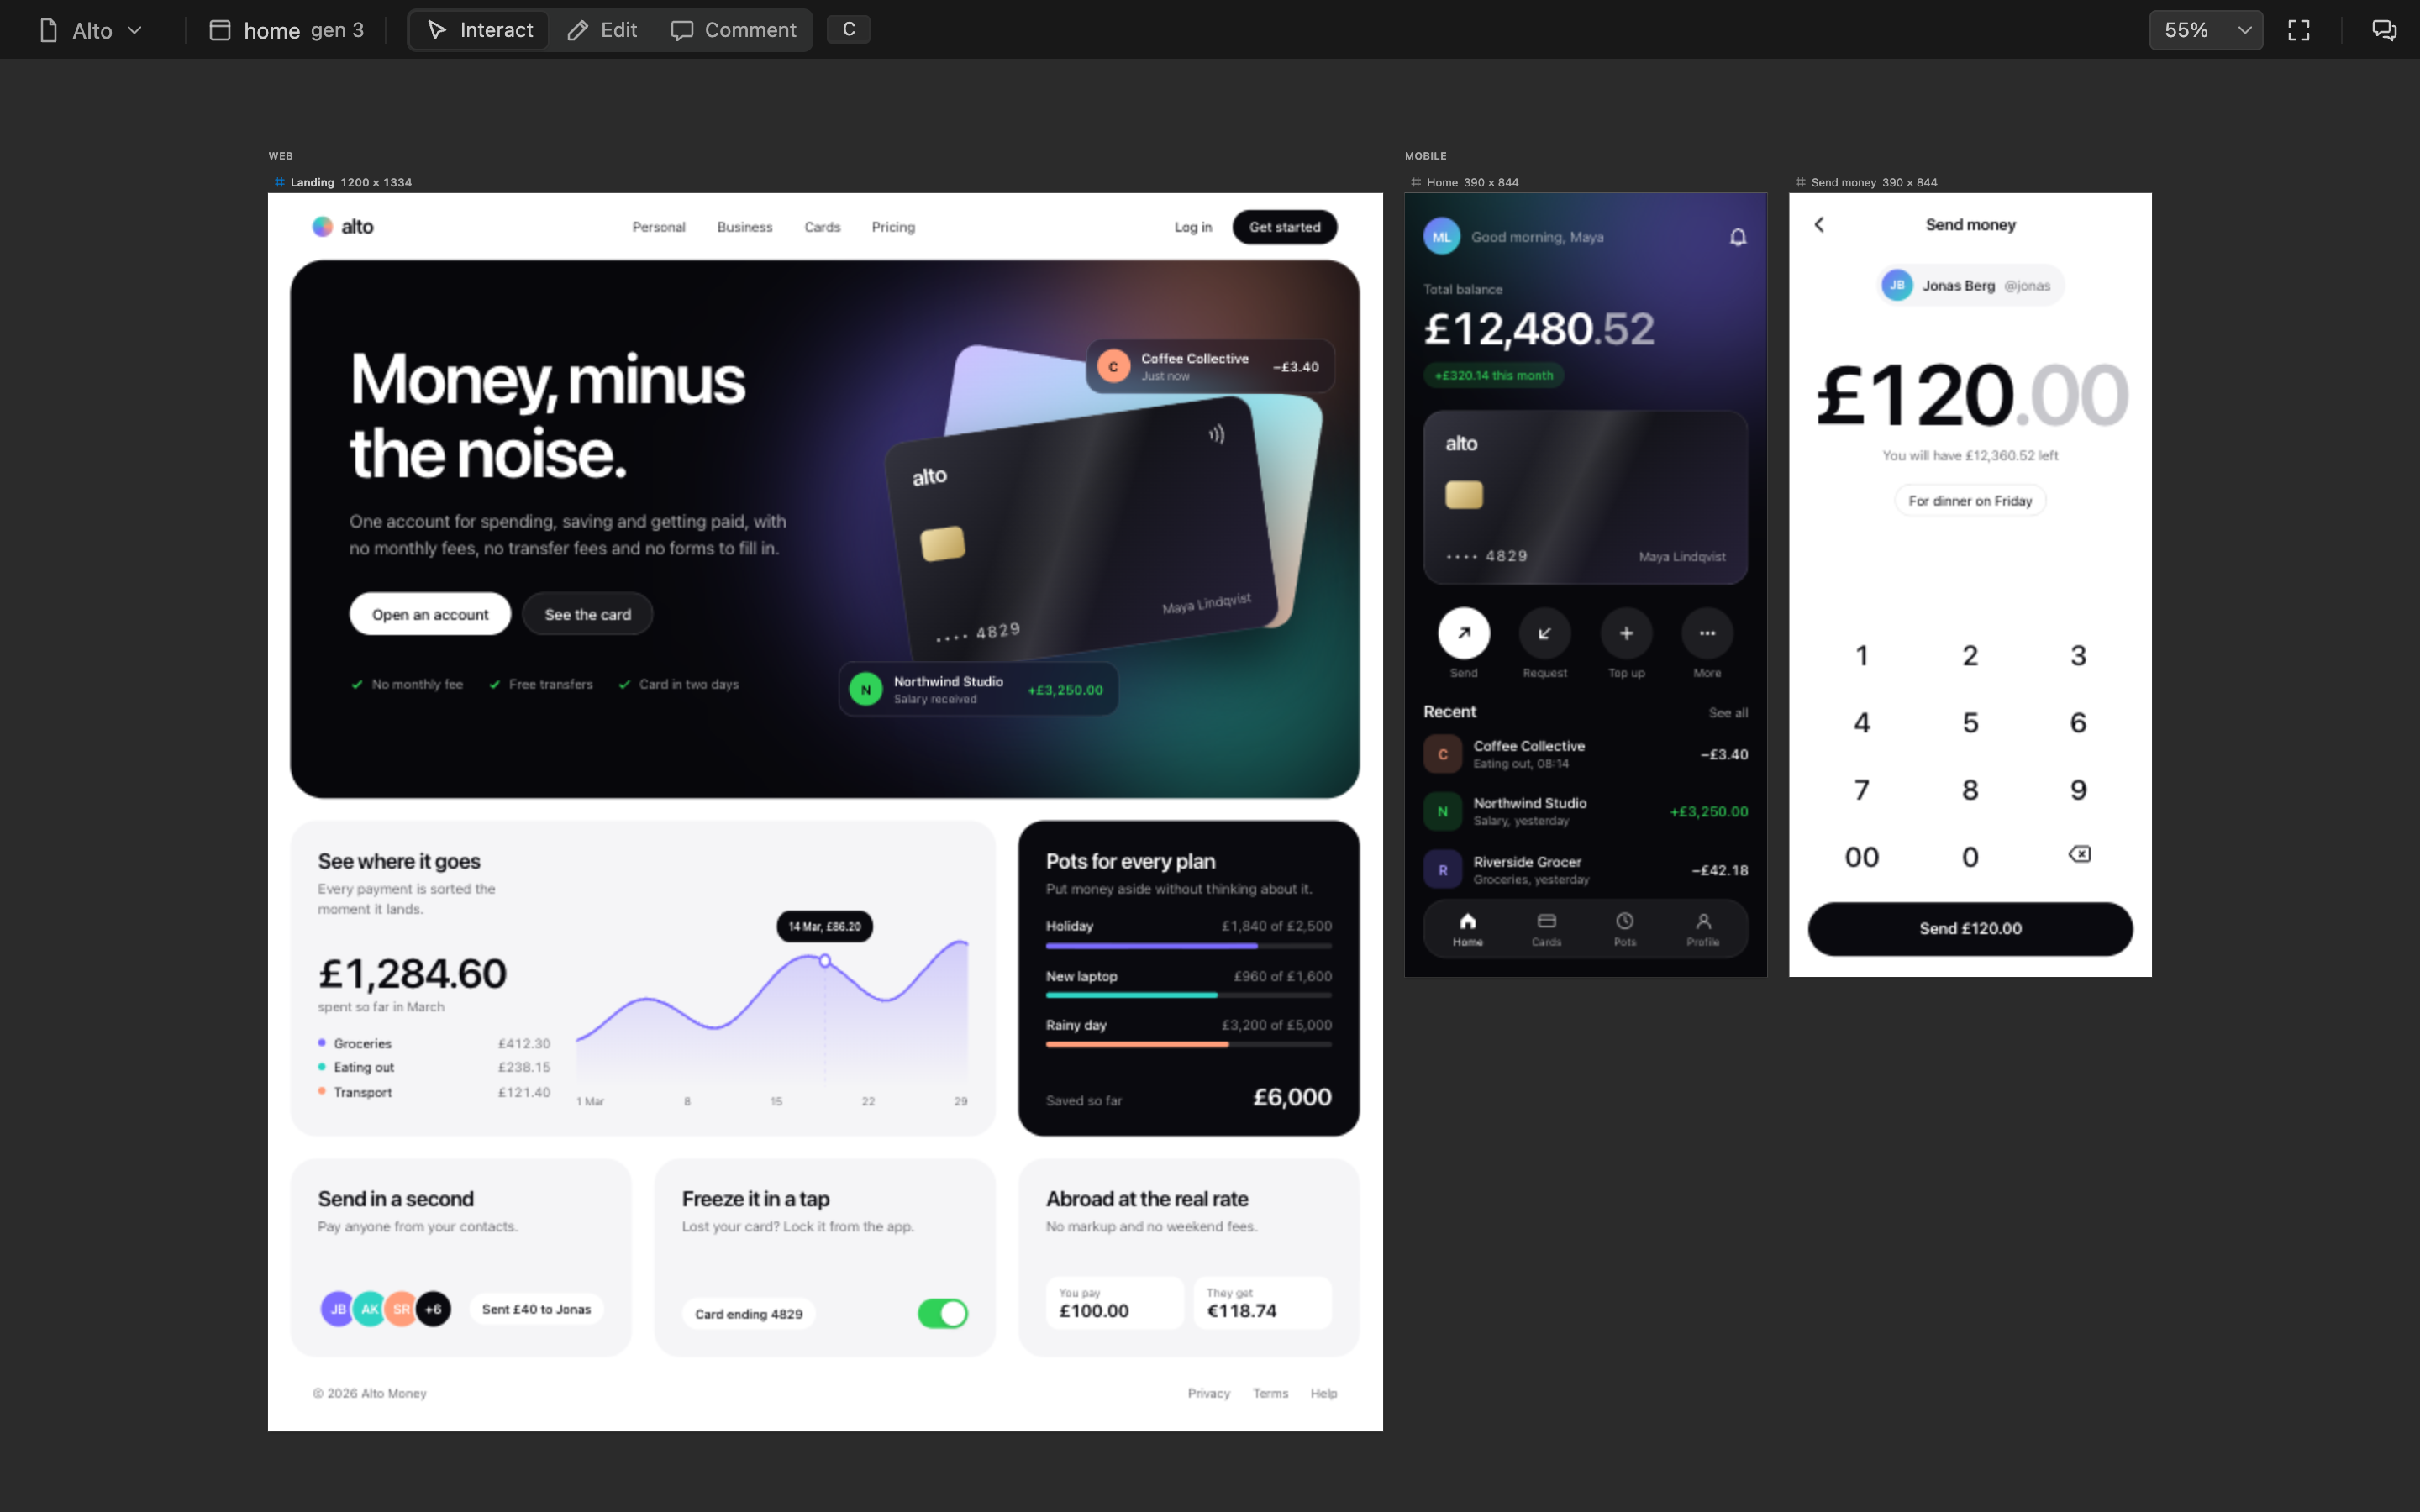 Alto
home gen 3
Interact
Edit
Comment
C
55%
WEB
Landing 1200 × 1334
alto
Personal
Business
Cards
Pricing
Log in
Get started
Money, minus
the noise.
One account for spending, saving and getting paid, with
no monthly fees, no transfer fees and no forms to fill in.
Open an account
See the card
No monthly fee
Free transfers
Card in two days
C
Coffee Collective
Just now
−£3.40
alto
•••• 4829
Maya Lindqvist
N
Northwind Studio
Salary received
+£3,250.00
See where it goes
Every payment is sorted the
moment it lands.
£1,284.60
spent so far in March
Groceries £412.30
Eating out £238.15
Transport £121.40
14 Mar, £86.20
1 Mar 8 15 22 29
Pots for every plan
Put money aside without thinking about it.
Holiday £1,840 of £2,500
New laptop £960 of £1,600
Rainy day £3,200 of £5,000
Saved so far £6,000
Send in a second
Pay anyone from your contacts.
JB AK SR +6
Sent £40 to Jonas
Freeze it in a tap
Lost your card? Lock it from the app.
Card ending 4829
Abroad at the real rate
No markup and no weekend fees.
You pay
£100.00
They get
€118.74
© 2026 Alto Money
Privacy
Terms
Help
MOBILE
Home 390 × 844
ML
Good morning, Maya
Total balance
£12,480.52
+£320.14 this month
alto
•••• 4829
Maya Lindqvist
Send
Request
Top up
More
Recent
See all
C
Coffee Collective
Eating out, 08:14
−£3.40
N
Northwind Studio
Salary, yesterday
+£3,250.00
R
Riverside Grocer
Groceries, yesterday
−£42.18
Home
Cards
Pots
Profile
Send money 390 × 844
Send money
JB
Jonas Berg @jonas
£120.00
You will have £12,360.52 left
For dinner on Friday
1 2 3
4 5 6
7 8 9
00 0
Send £120.00